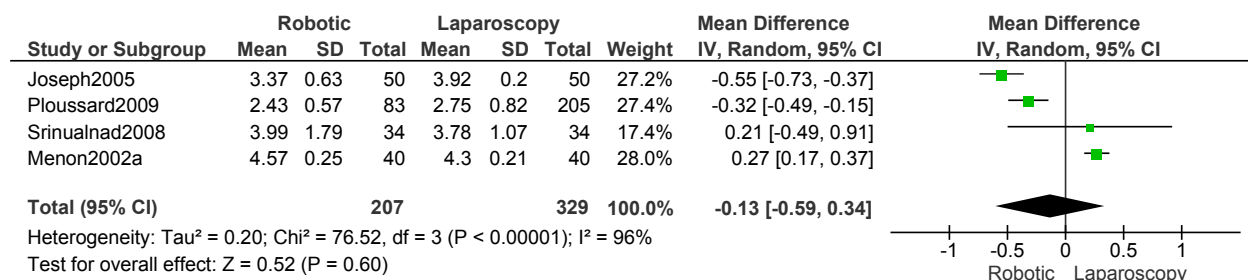 Robotic Laparoscopy Mean Difference Mean Difference
Study or Subgroup Mean SD Total Mean SD Total Weight IV, Random, 95% CI IV, Random, 95% CI
Joseph2005 3.37 0.63 50 3.92 0.2 50 27.2% -0.55 [-0.73, -0.37]
Ploussard2009 2.43 0.57 83 2.75 0.82 205 27.4% -0.32 [-0.49, -0.15]
Srinualnad2008 3.99 1.79 34 3.78 1.07 34 17.4% 0.21 [-0.49, 0.91]
Menon2002a 4.57 0.25 40 4.3 0.21 40 28.0% 0.27 [0.17, 0.37]
Total (95% CI) 207 329 100.0% -0.13 [-0.59, 0.34]
Heterogeneity: Tau² = 0.20; Chi² = 76.52, df = 3 (P < 0.00001); I² = 96%
Test for overall effect: Z = 0.52 (P = 0.60)
-1 -0.5 0 0.5 1
Robotic Laparoscopy